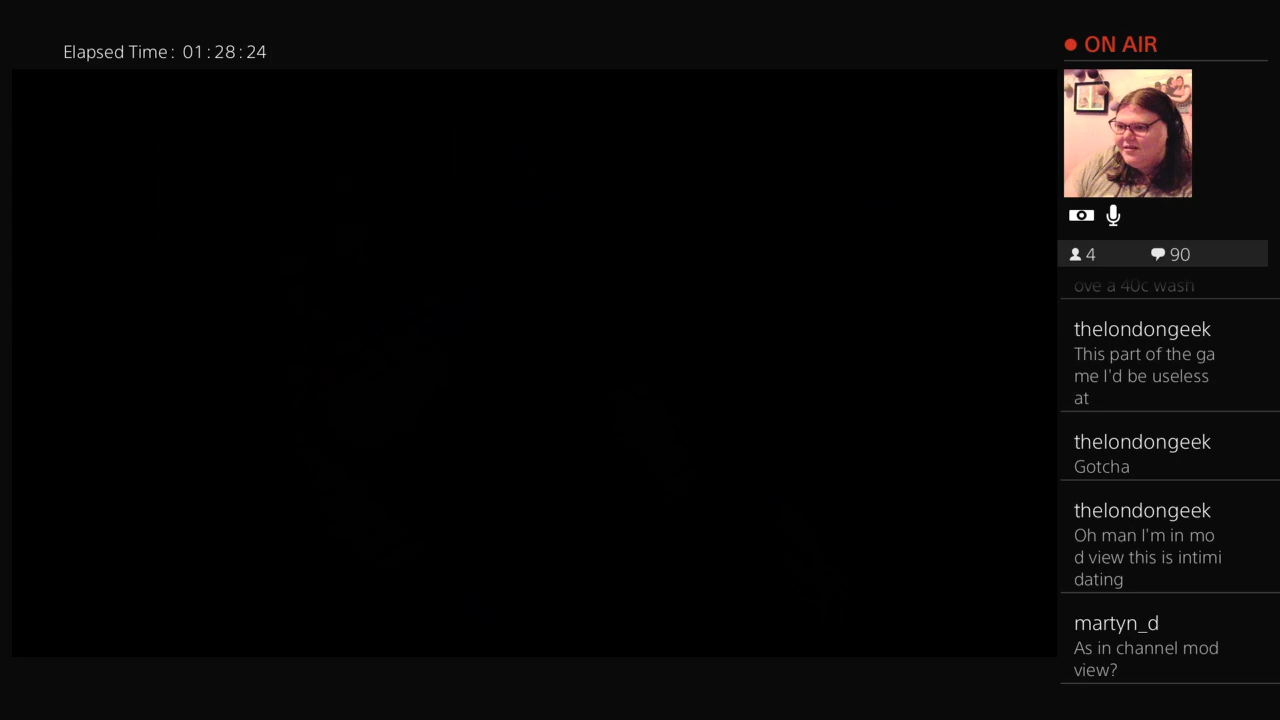 Elapsed Time: 01:28:24
ON AIR
4 90
ove a 40c wash
thelondongeek
This part of the ga
me I'd be useless
at
thelondongeek
Gotcha
thelondongeek
Oh man I'm in mo
d view this is intimi
dating
martyn_d
As in channel mod
view?